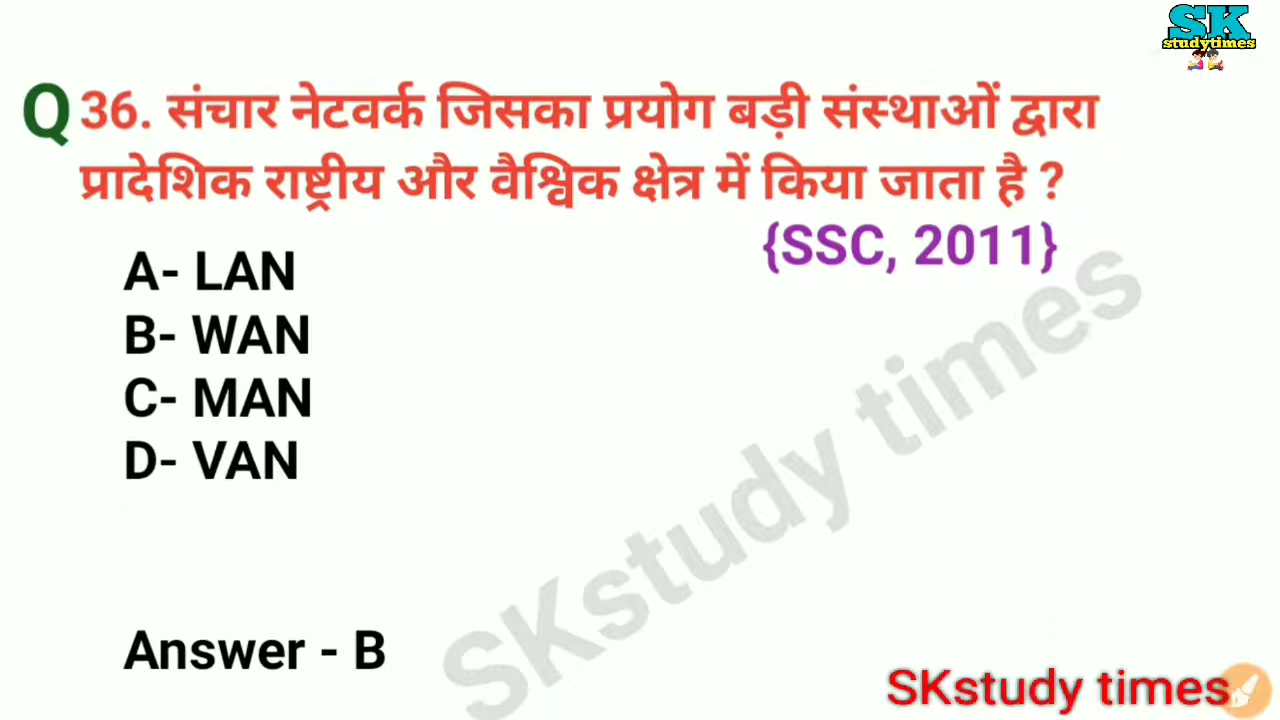 SK
studytimes
Q 36. संचार नेटवर्क जिसका प्रयोग बड़ी संस्थाओं द्वारा
प्रादेशिक राष्ट्रीय और वैश्विक क्षेत्र में किया जाता है ?
{SSC, 2011}
A- LAN
B- WAN
C- MAN
D- VAN
SKstudy times
Answer - B
SKstudy times